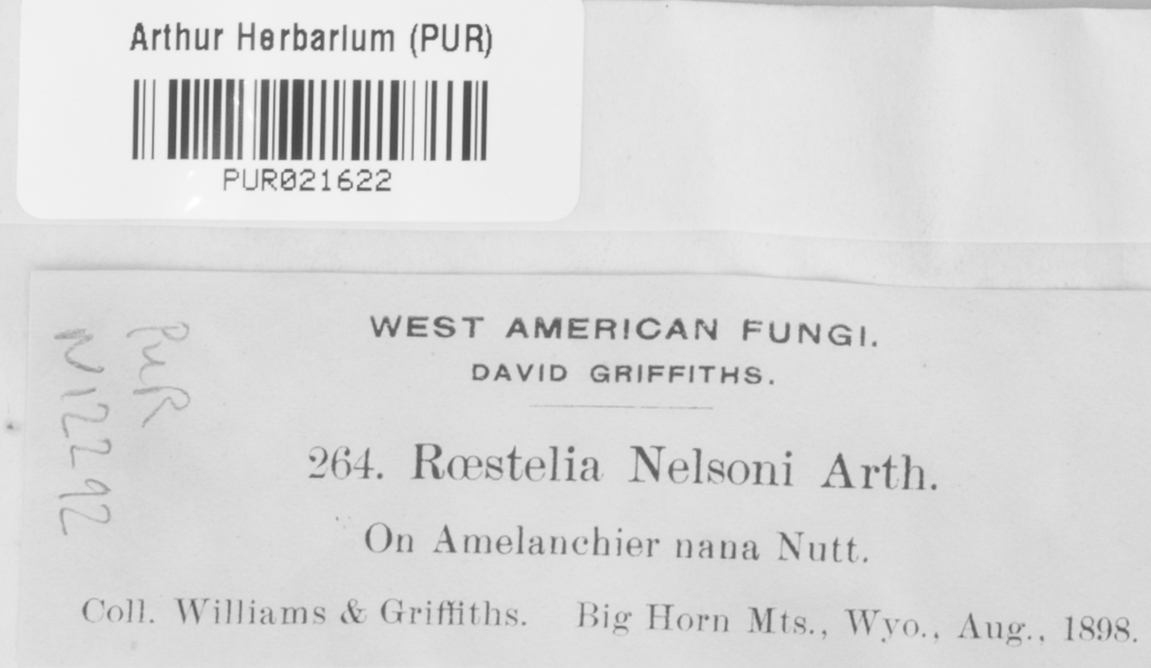 Arthur Herbarium (PUR)
PUR021622
PUR
N12292
WEST AMERICAN FUNGI.
DAVID GRIFFITHS.
264. Rœstelia Nelsoni Arth.
On Amelanchier nana Nutt.
Coll. Williams & Griffiths. Big Horn Mts., Wyo., Aug., 1898.